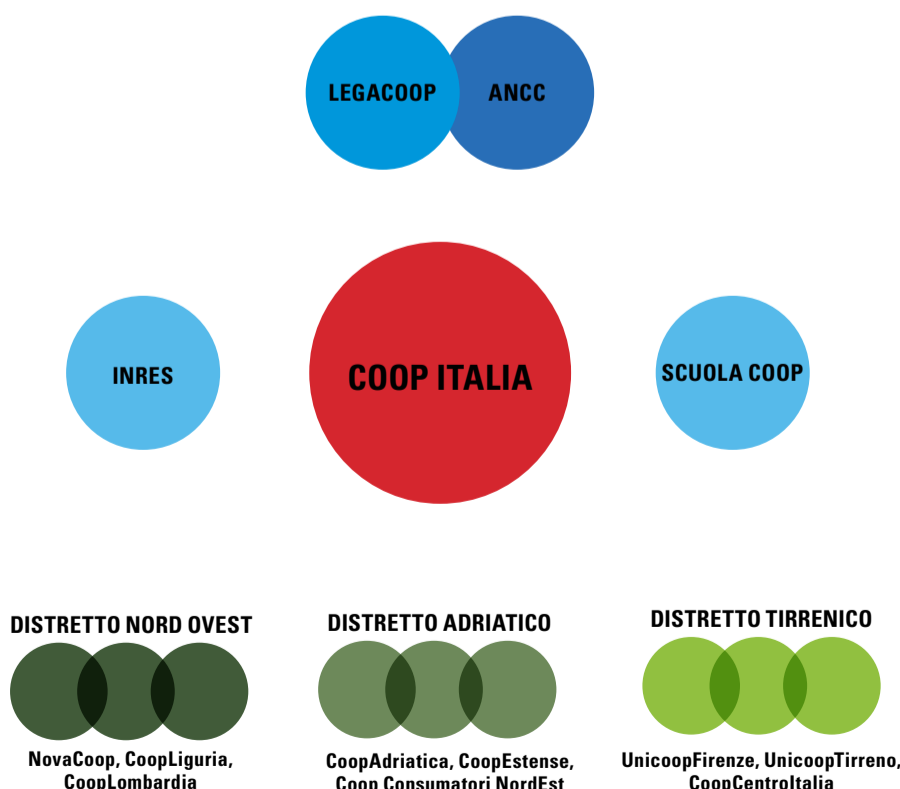 LEGACOOP
ANCC
INRES
COOP ITALIA
SCUOLA COOP
DISTRETTO NORD OVEST
NovaCoop, CoopLiguria,
CoopLombardia
DISTRETTO ADRIATICO
CoopAdriatica, CoopEstense,
Coop Consumatori NordEst
DISTRETTO TIRRENICO
UnicoopFirenze, UnicoopTirreno,
CoopCentroItalia